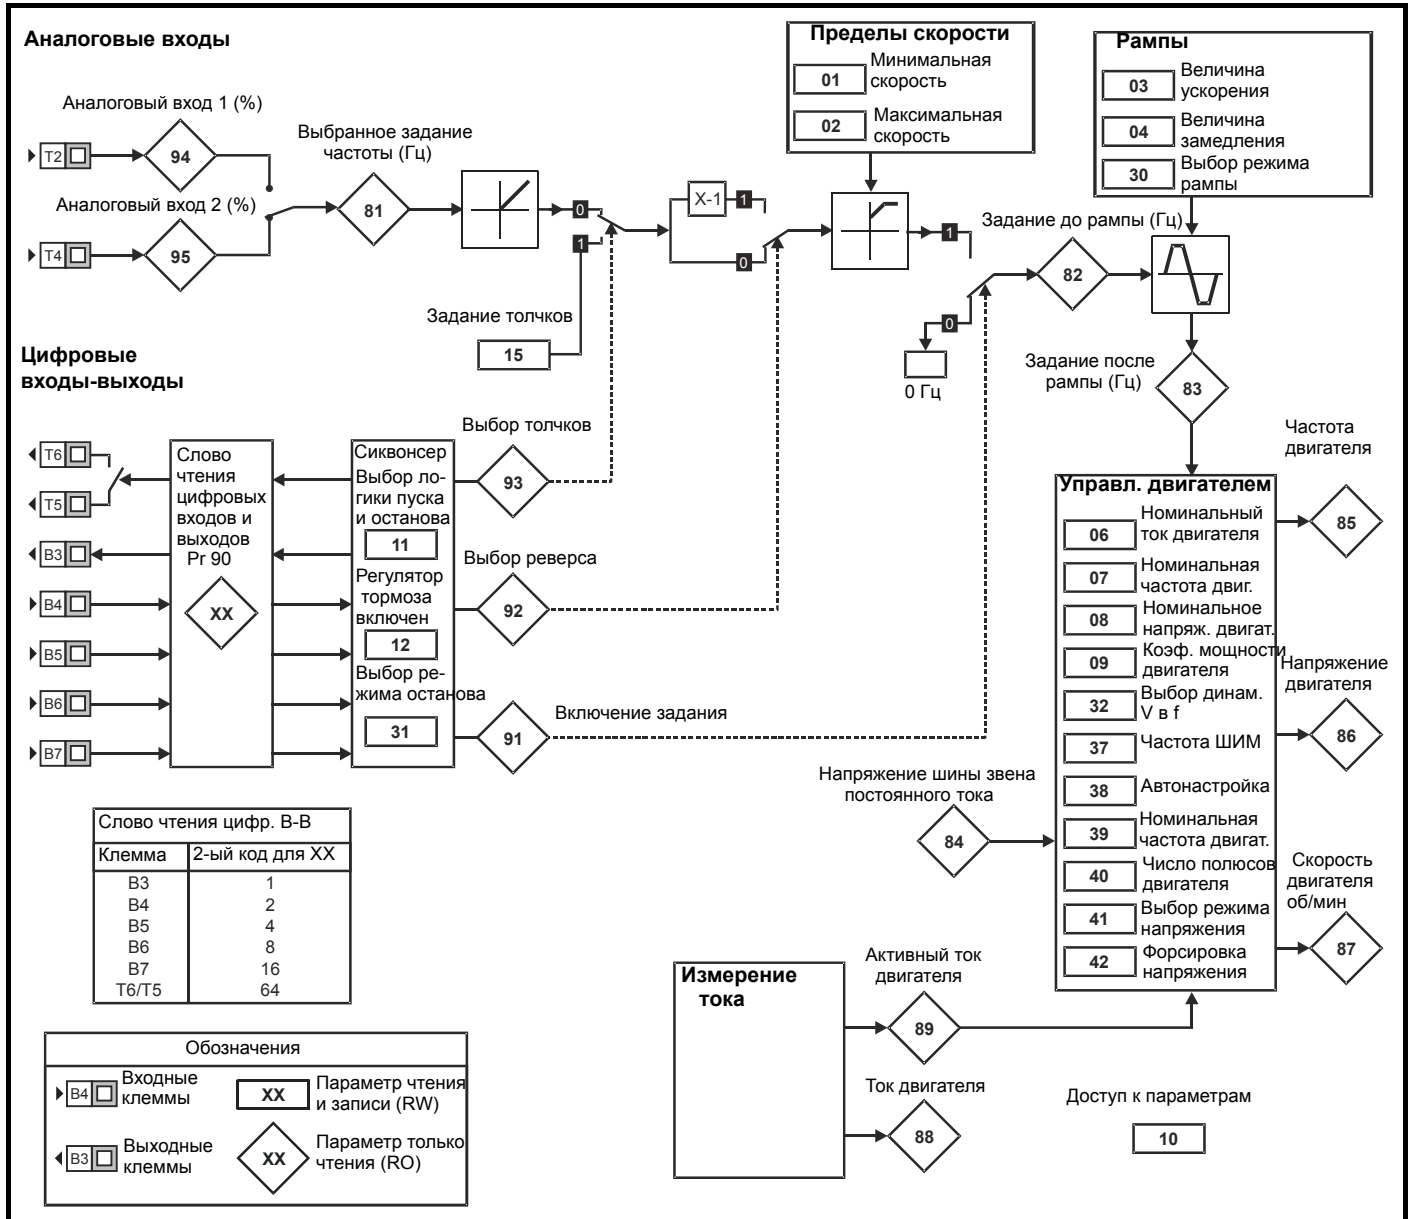 Аналоговые входы
Аналоговый вход 1 (%)
T2
94
Аналоговый вход 2 (%)
T4
95
Выбранное задание
частоты (Гц)
81
0
1
Задание толчков
15
X-1
1
0
Пределы скорости
01
Минимальная
скорость
02
Максимальная
скорость
1
0
0 Гц
Задание до рампы (Гц)
82
Рампы
03
Величина
ускорения
04
Величина
замедления
30
Выбор режима
рампы
Задание после
рампы (Гц)
83
Цифровые
входы-выходы
T6
T5
B3
B4
B5
B6
B7
Слово
чтения
цифровых
входов и
выходов
Pr 90
XX
Сиквонсер
Выбор ло-
гики пуска
и останова
11
Регулятор
тормоза
включен
12
Выбор ре-
жима останова
31
Выбор толчков
93
Выбор реверса
92
Включение задания
91
Напряжение шины звена
постоянного тока
84
Управл. двигателем
06
Номинальный
ток двигателя
07
Номинальная
частота двиг.
08
Номинальное
напряж. двигат.
09
Коэф. мощности
двигателя
32
Выбор динам.
V в f
37
Частота ШИМ
38
Автонастройка
39
Номинальная
частота двигат.
40
Число полюсов
двигателя
41
Выбор режима
напряжения
42
Форсировка
напряжения
Частота
двигателя
85
Напряжение
двигателя
86
Скорость
двигателя
об/мин
87
Слово чтения цифр. В-В
Клемма 2-ый код для XX
B3 1
B4 2
B5 4
B6 8
B7 16
T6/T5 64
Измерение
тока
Активный ток
двигателя
89
Ток двигателя
88
Доступ к параметрам
10
Обозначения
B4
Входные
клеммы
XX
Параметр чтения
и записи (RW)
B3
Выходные
клеммы
XX
Параметр только
чтения (RO)